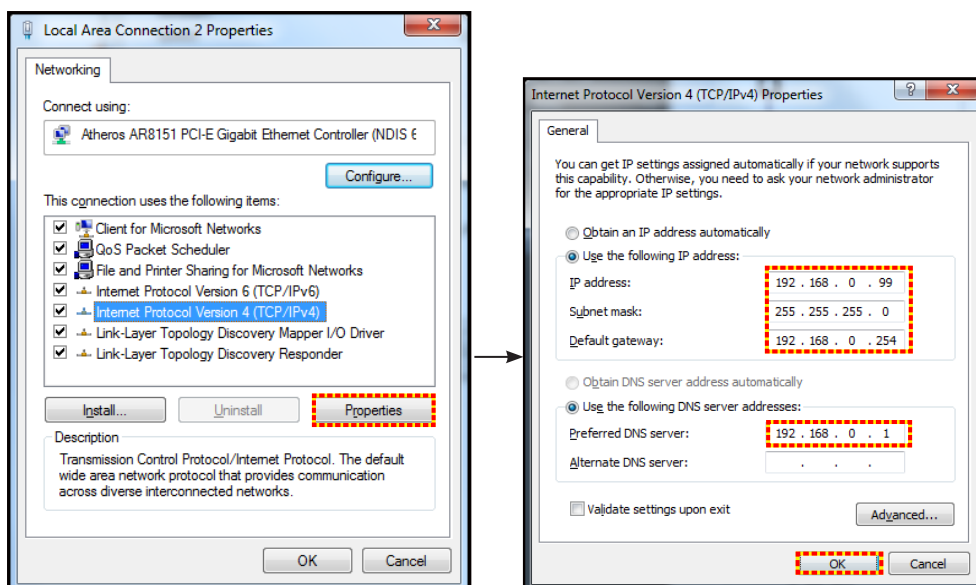 Local Area Connection 2 Properties
Networking
Connect using:
Atheros AR8151 PCI-E Gigabit Ethernet Controller (NDIS 6
Configure...
This connection uses the following items:
Client for Microsoft Networks
QoS Packet Scheduler
File and Printer Sharing for Microsoft Networks
Internet Protocol Version 6 (TCP/IPv6)
Internet Protocol Version 4 (TCP/IPv4)
Link-Layer Topology Discovery Mapper I/O Driver
Link-Layer Topology Discovery Responder
Install...
Uninstall
Properties
Description
Transmission Control Protocol/Internet Protocol. The default
wide area network protocol that provides communication
across diverse interconnected networks.
OK
Cancel
Internet Protocol Version 4 (TCP/IPv4) Properties
?
General
You can get IP settings assigned automatically if your network supports
this capability. Otherwise, you need to ask your network administrator
for the appropriate IP settings.
Obtain an IP address automatically
Use the following IP address:
IP address: 192 . 168 . 0 . 99
Subnet mask: 255 . 255 . 255 . 0
Default gateway: 192 . 168 . 0 . 254
Obtain DNS server address automatically
Use the following DNS server addresses:
Preferred DNS server: 192 . 168 . 0 . 1
Alternate DNS server: . . .
Validate settings upon exit
Advanced...
OK
Cancel